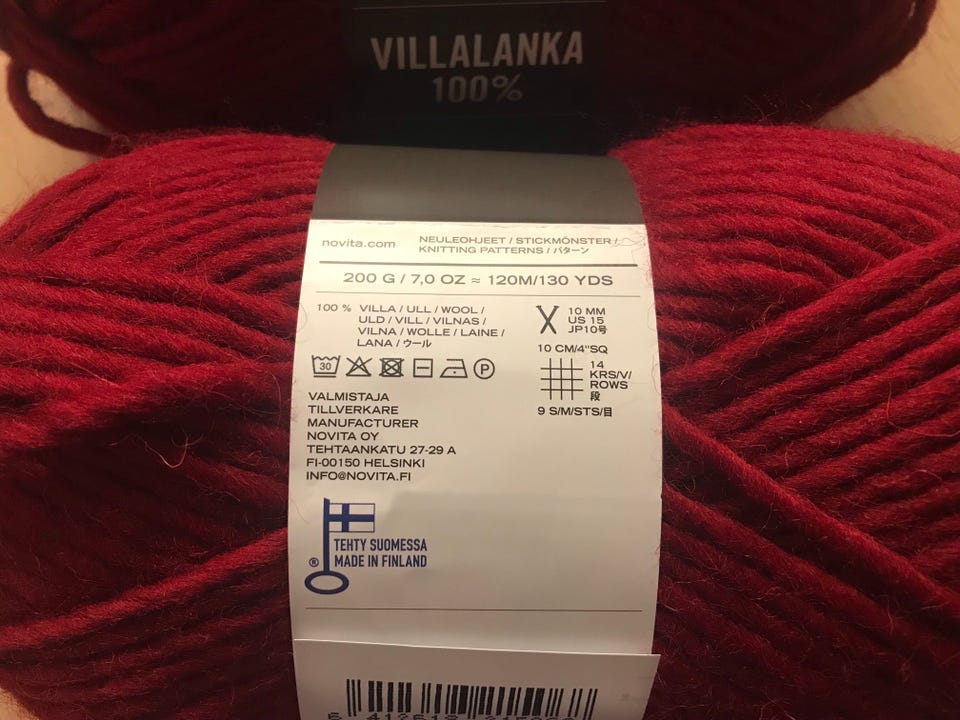 VILLALANKA
100%
novita.com
NEULEOHJEET / STICKMÖNSTER /
KNITTING PATTERNS / パターン
200 G / 7,0 OZ ≈ 120M/130 YDS
100 % VILLA / ULL / WOOL /
ULD / VILL / VILNAS /
VILNA / WOLLE / LAINE /
LANA / ウール
10 MM
US 15
JP10号
30
P
10 CM/4"SQ
14
KRS/V/
ROWS
段
9 S/M/STS/目
VALMISTAJA
TILLVERKARE
MANUFACTURER
NOVITA OY
TEHTAANKATU 27-29 A
FI-00150 HELSINKI
INFO@NOVITA.FI
TEHTY SUOMESSA
® MADE IN FINLAND